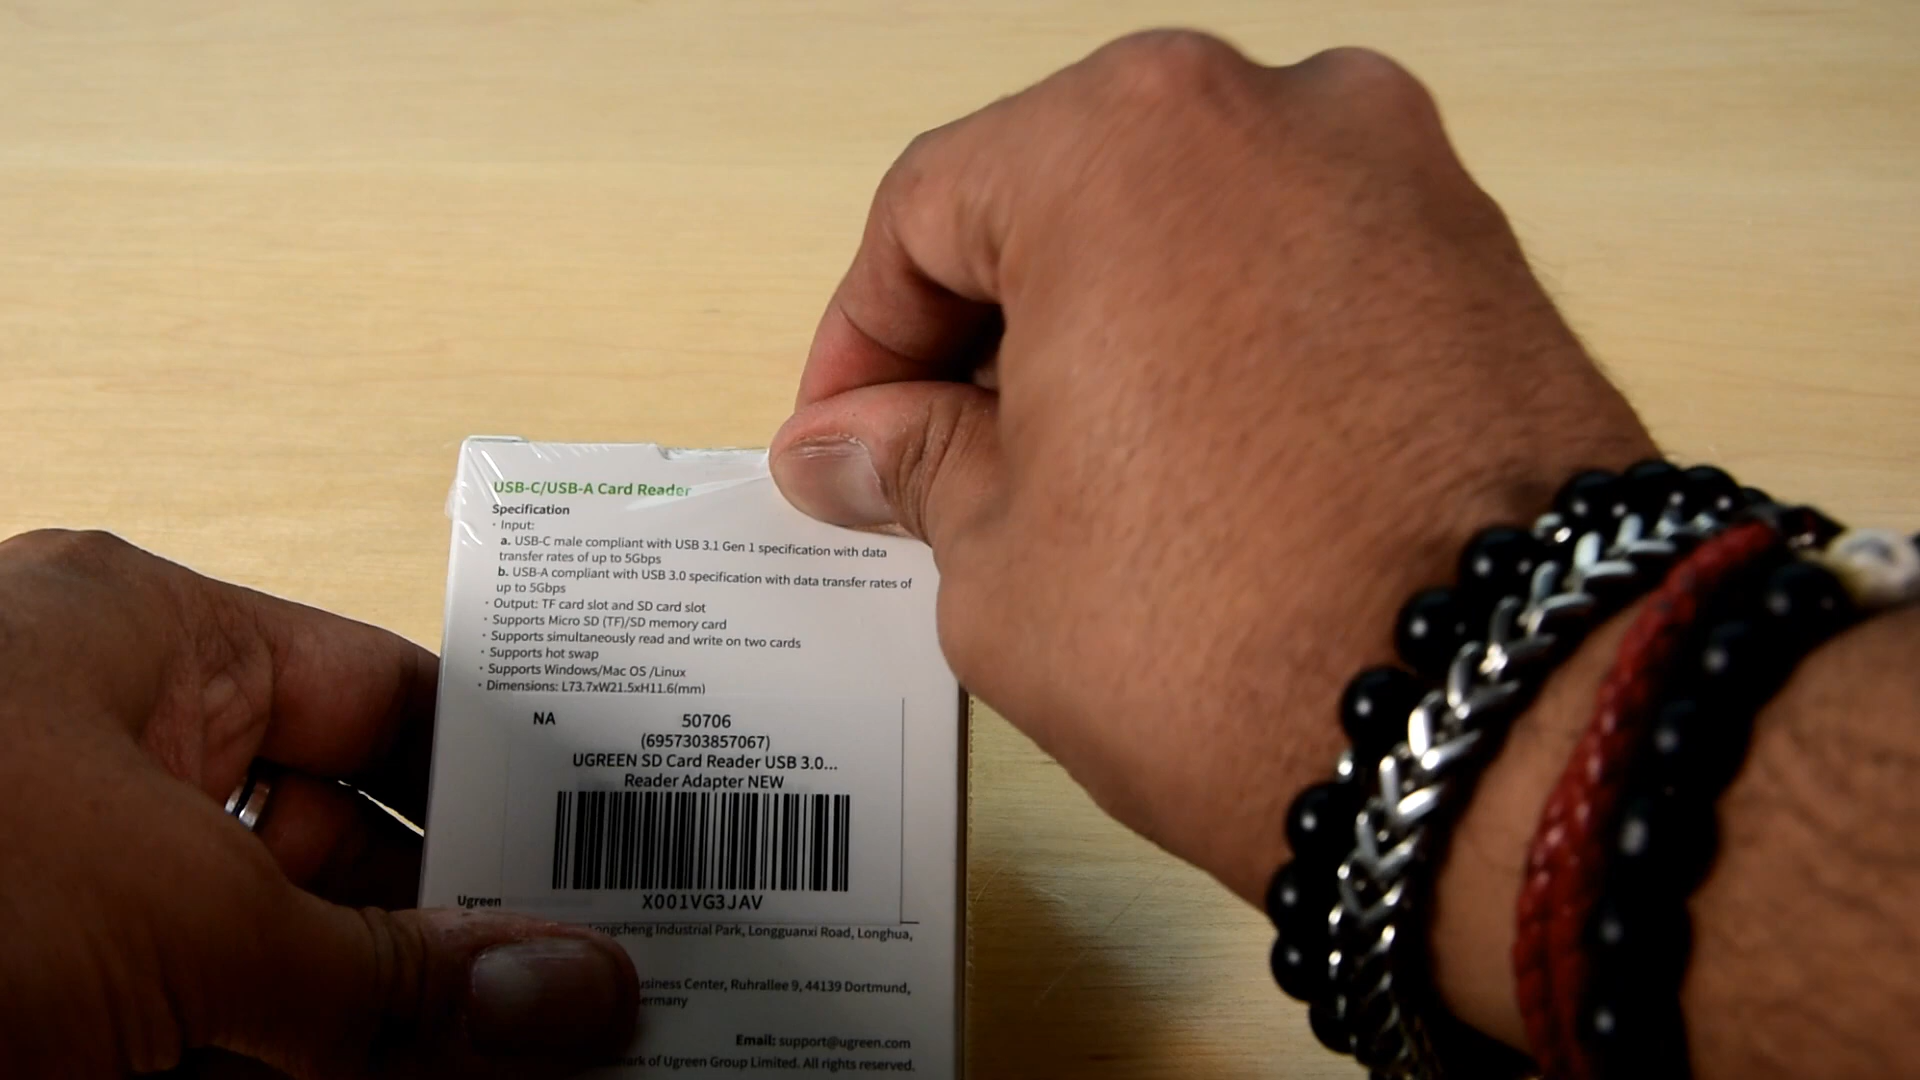 USB-C/USB-A Card Reader
Specification
· Input:
a. USB-C male compliant with USB 3.1 Gen 1 specification with data
transfer rates of up to 5Gbps
b. USB-A compliant with USB 3.0 specification with data transfer rates of
up to 5Gbps
· Output: TF card slot and SD card slot
· Supports Micro SD (TF)/SD memory card
· Supports simultaneously read and write on two cards
· Supports hot swap
· Supports Windows/Mac OS /Linux
· Dimensions: L73.7xW21.5xH11.6(mm)
NA
50706
(6957303857067)
UGREEN SD Card Reader USB 3.0...
Reader Adapter NEW
X001VG3JAV
Ugreen
Longcheng Industrial Park, Longguanxi Road, Longhua,
Center, Ruhrallee 9, 44139 Dortmund,
Email: support@ugreen.com
of Ugreen Group Limited. All rights reserved.